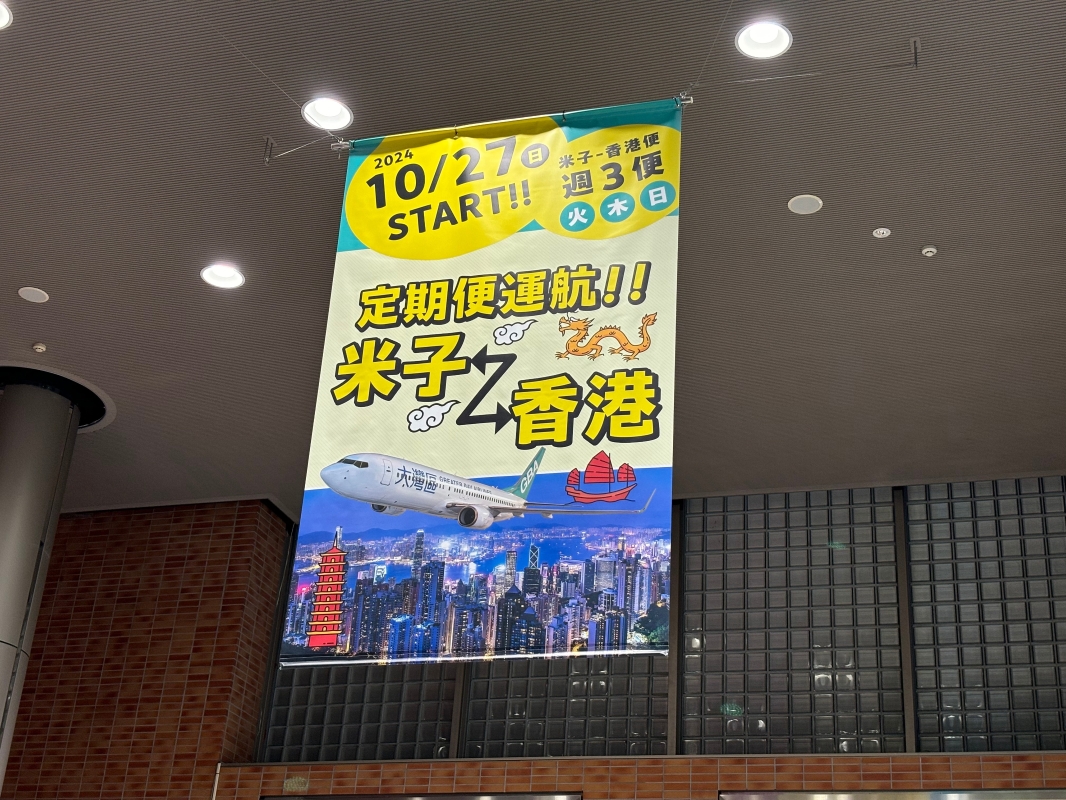 2024
10/27日
START!!
米子-香港便
週3便
火 木 日
定期便運航!!
米子
香港
大灣區 GREATER BAY AIRLINES
GBA